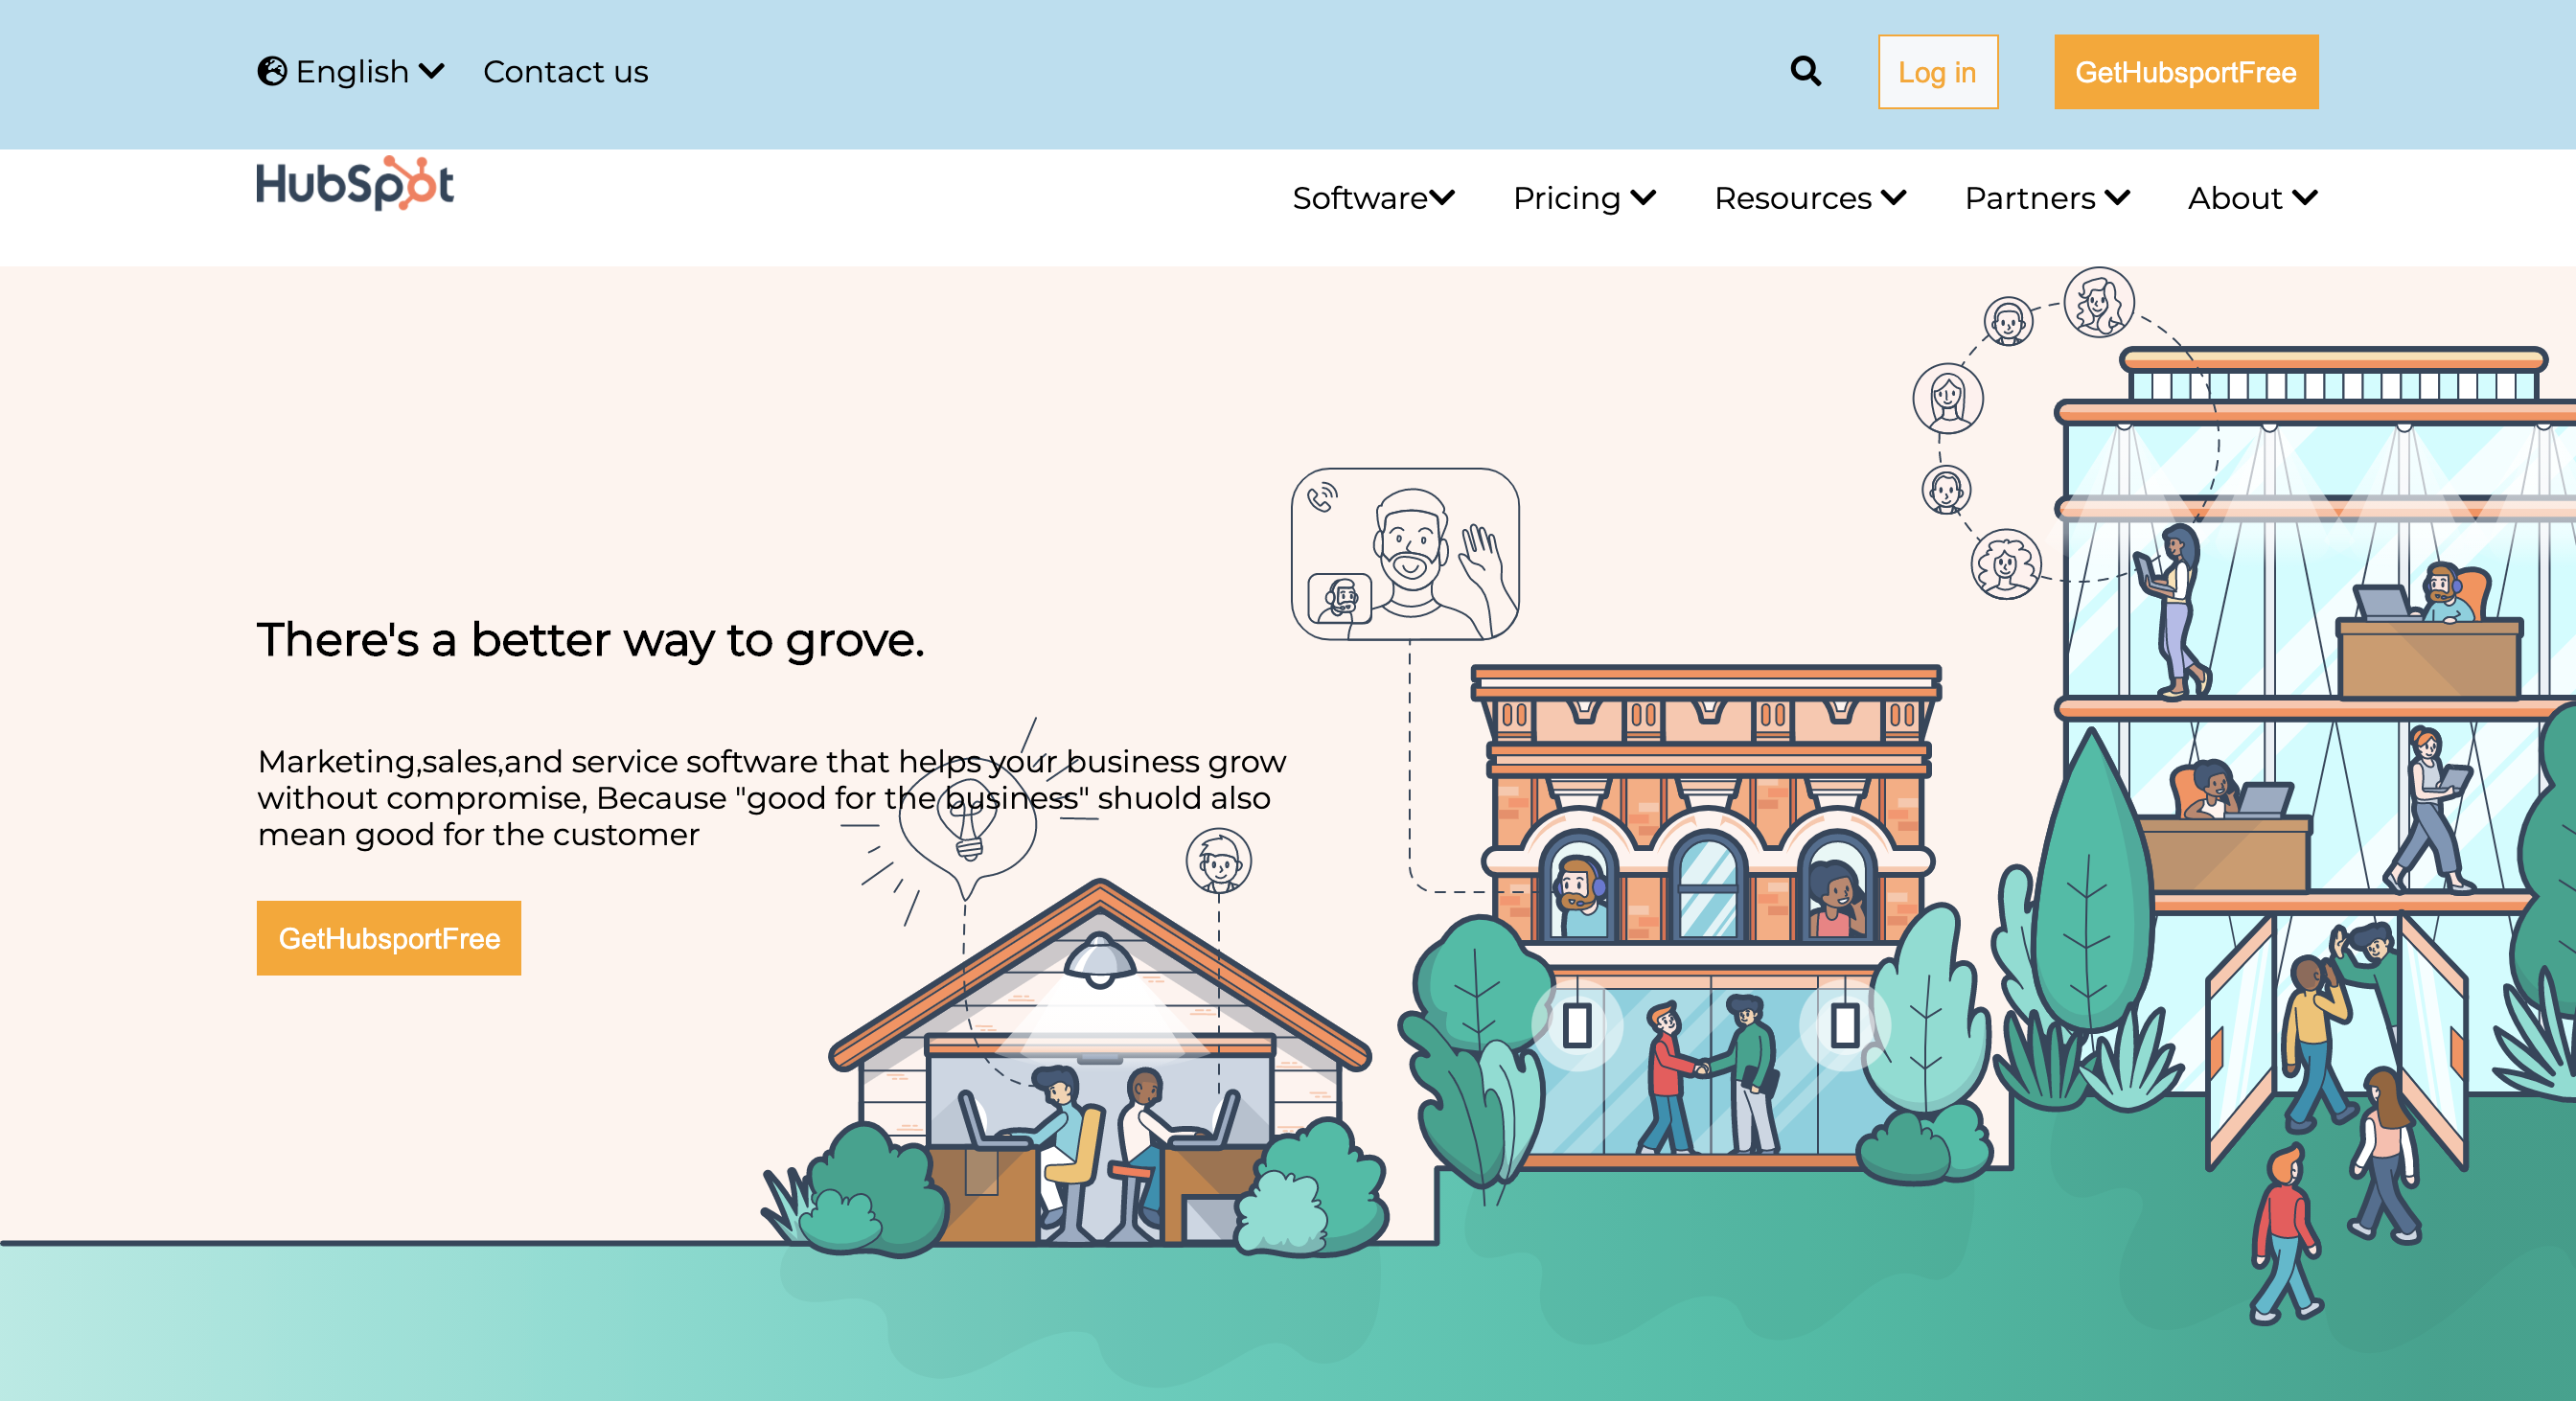 English Contact us Log in GetHubsportFree
HubSpot Software Pricing Resources Partners About
There's a better way to grove.
Marketing,sales,and service software that helps your business grow
without compromise, Because "good for the business" shuold also
mean good for the customer
GetHubsportFree